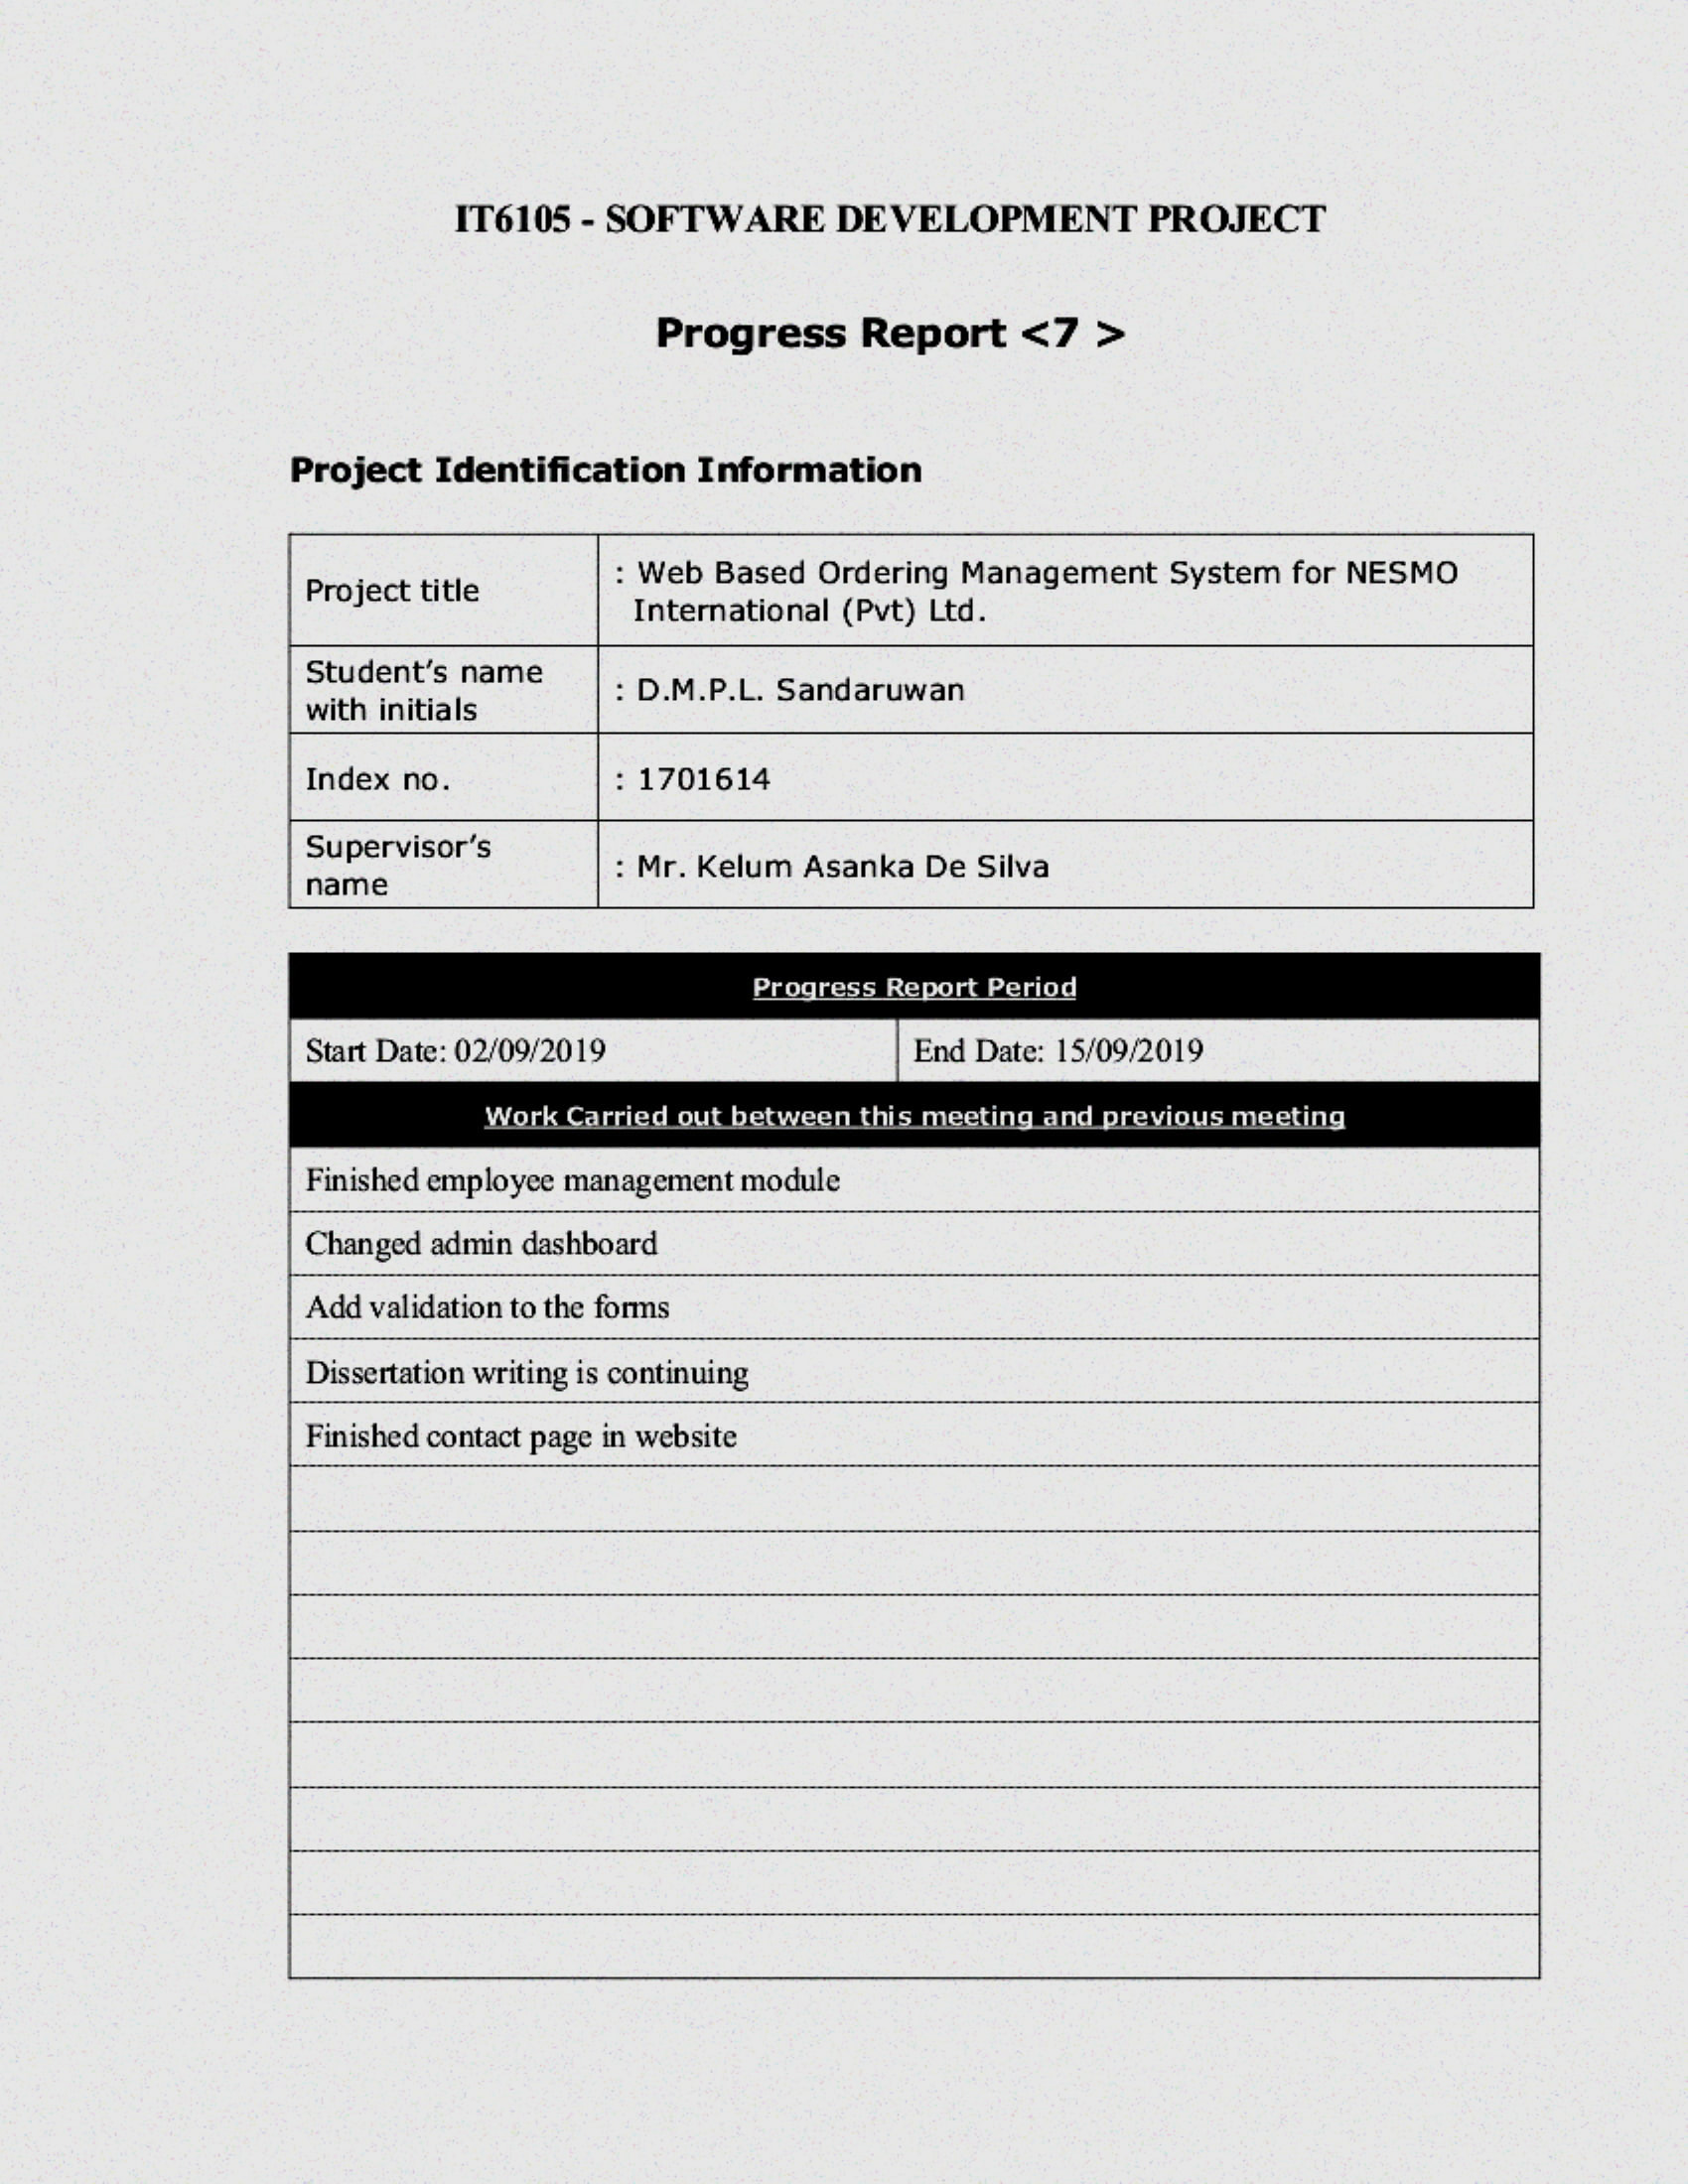 IT6105 - SOFTWARE DEVELOPMENT PROJECT
Progress Report <7 >
Project Identification Information
Project title
: Web Based Ordering Management System for NESMO
International (Pvt) Ltd.
Student’s name
with initials
: D.M.P.L. Sandaruwan
Index no.
: 1701614
Supervisor’s
name
: Mr. Kelum Asanka De Silva
Progress Report Period
Start Date: 02/09/2019
End Date: 15/09/2019
Work Carried out between this meeting and previous meeting
Finished employee management module
Changed admin dashboard
Add validation to the forms
Dissertation writing is continuing
Finished contact page in website